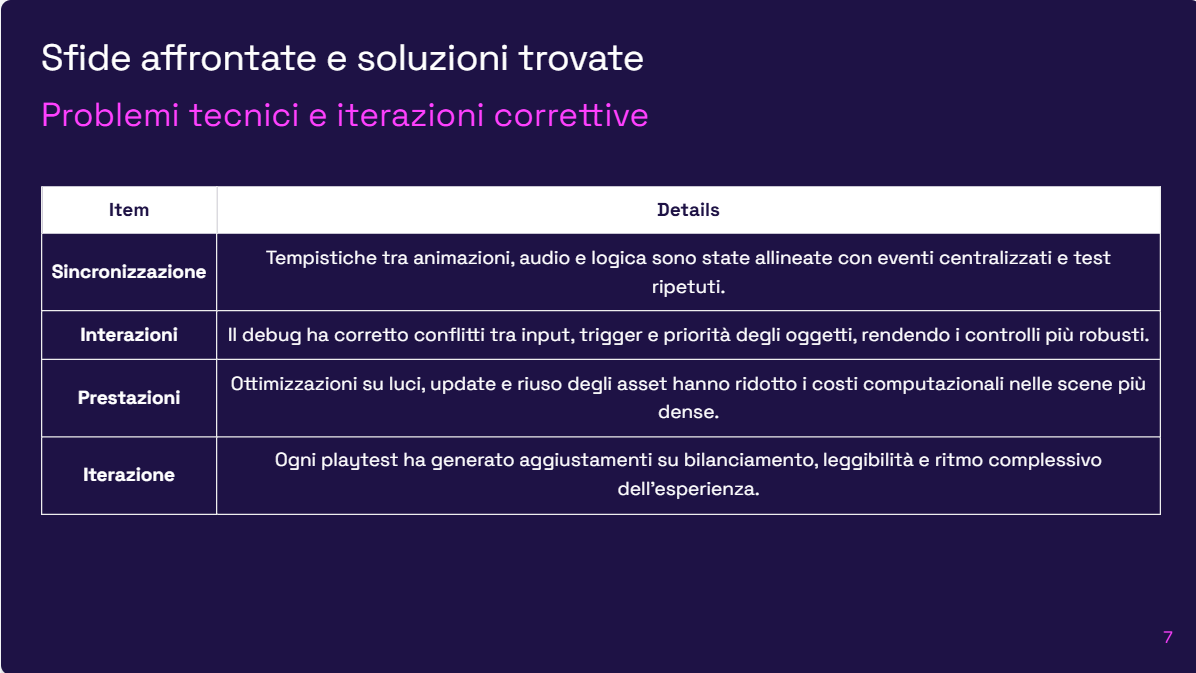 Sfide affrontate e soluzioni trovate
Problemi tecnici e iterazioni correttive
Item
Details
Sincronizzazione
Tempistiche tra animazioni, audio e logica sono state allineate con eventi centralizzati e test
ripetuti.
Interazioni
Il debug ha corretto conflitti tra input, trigger e priorità degli oggetti, rendendo i controlli più robusti.
Prestazioni
Ottimizzazioni su luci, update e riuso degli asset hanno ridotto i costi computazionali nelle scene più
dense.
Iterazione
Ogni playtest ha generato aggiustamenti su bilanciamento, leggibilità e ritmo complessivo
dell’esperienza.
7